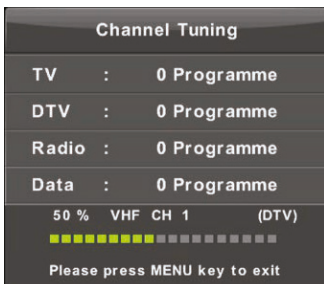 Channel Tuning
TV : 0 Programme
DTV : 0 Programme
Radio : 0 Programme
Data : 0 Programme
50 % VHF CH 1 (DTV)
Please press MENU key to exit